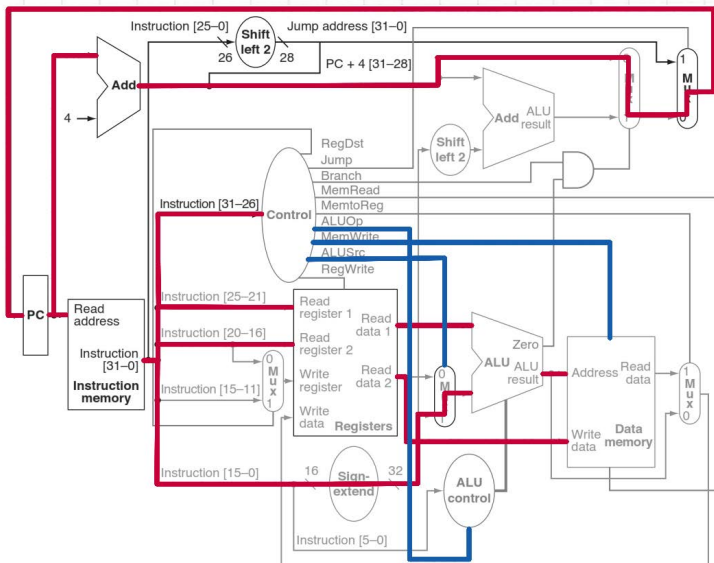 Instruction [25–0]
Jump address [31–0]
Shift
left 2
26
28
PC + 4 [31–28]
Add
4
1
M
u
x
0
0
M
u
x
1
Add
ALU
result
Shift
left 2
RegDst
Jump
Branch
MemRead
MemtoReg
ALUOp
MemWrite
ALUSrc
RegWrite
Control
Instruction [31–26]
PC
Read
address
Instruction
[31–0]
Instruction
memory
Instruction [25–21]
Instruction [20–16]
Instruction [15–11]
0
M
u
x
1
Read
register 1
Read
register 2
Write
register
Write
data
Read
data 1
Read
data 2
Registers
0
M
Zero
ALU
ALU
result
Address
Read
data
Write
data
Data
memory
1
M
u
x
0
Instruction [15–0]
16
Sign-
extend
32
ALU
control
Instruction [5–0]